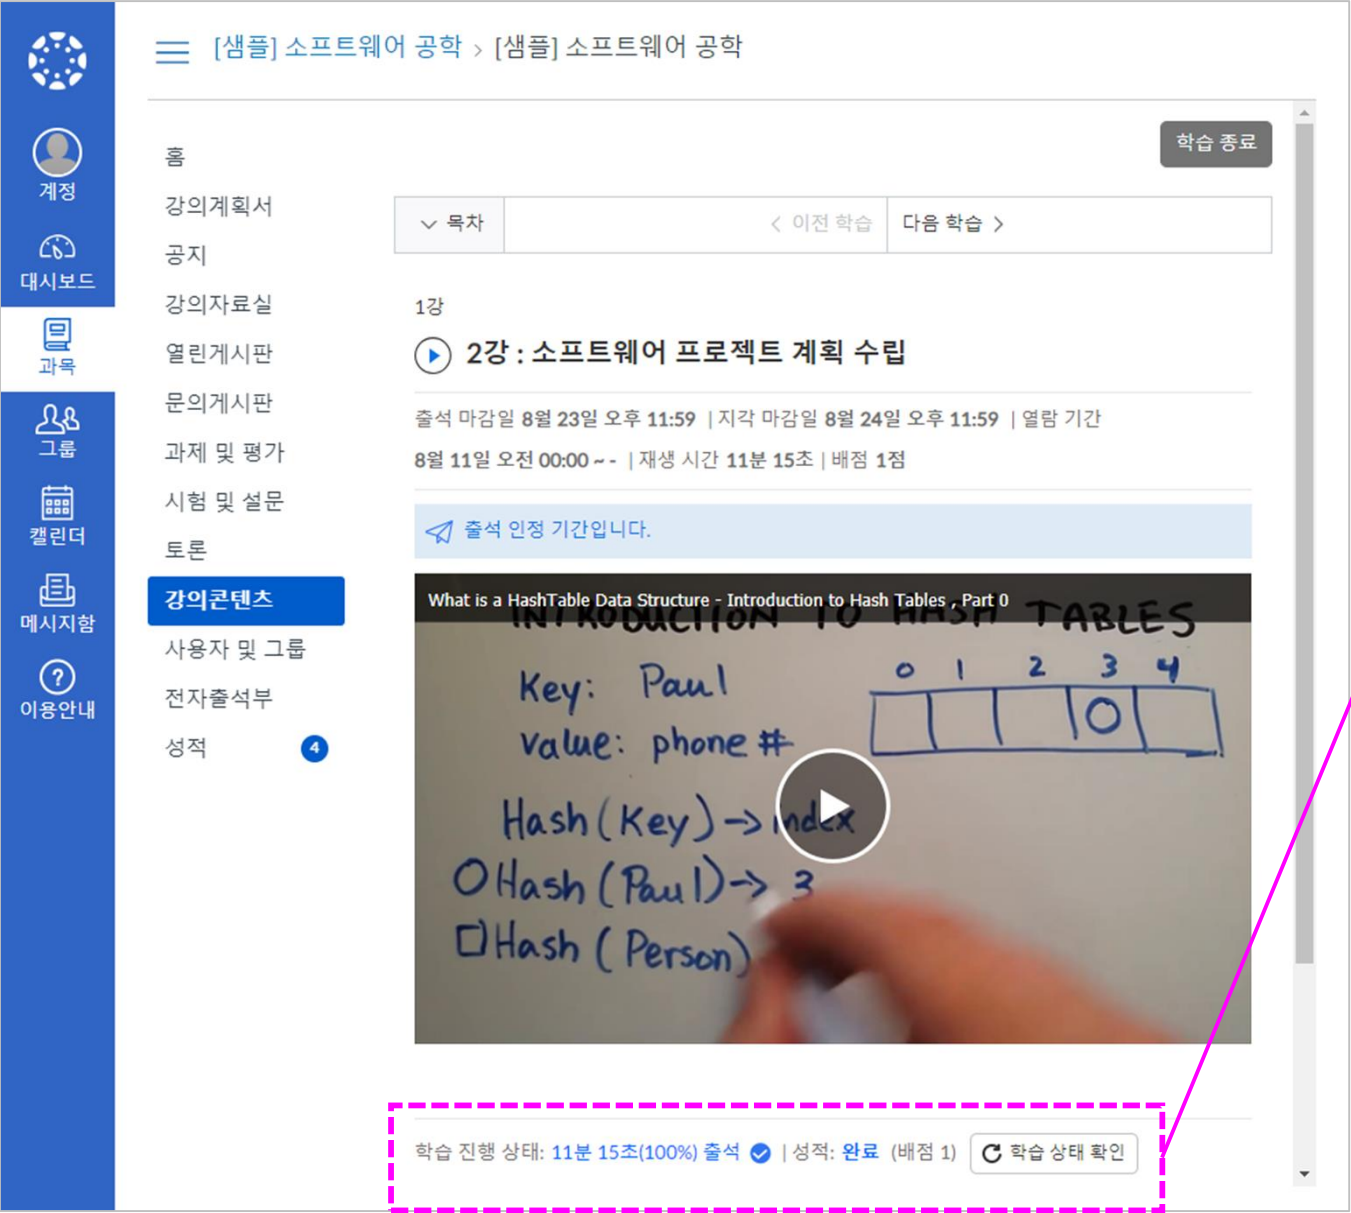 [샘플] 소프트웨어 공학 › [샘플] 소프트웨어 공학
계정
대시보드
과목
그룹
캘린더
메시지함
이용안내
홈
강의계획서
공지
강의자료실
열린게시판
문의게시판
과제 및 평가
시험 및 설문
토론
강의콘텐츠
사용자 및 그룹
전자출석부
성적 4
학습 종료
목차
< 이전 학습
다음 학습 >
1강
2강 : 소프트웨어 프로젝트 계획 수립
출석 마감일 8월 23일 오후 11:59 | 지각 마감일 8월 24일 오후 11:59 | 열람 기간
8월 11일 오전 00:00 ~ - | 재생 시간 11분 15초 | 배점 1점
출석 인정 기간입니다.
What is a HashTable Data Structure - Introduction to Hash Tables , Part 0
INTRODUCTION TO HASH TABLES
Key: Paul
value: phone #
0 1 2 3 4
Hash (Key) -> index
Hash (Paul) -> 3
Hash (Person)
학습 진행 상태: 11분 15초(100%) 출석 | 성적: 완료 (배점 1)
학습 상태 확인